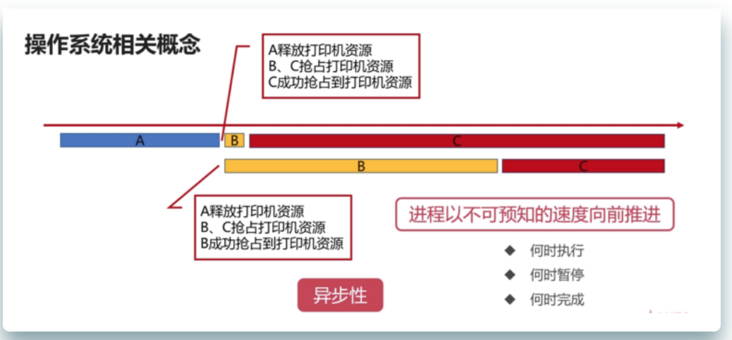 操作系统相关概念
A释放打印机资源
B、C抢占打印机资源
C成功抢占到打印机资源
A
B
C
B
C
A释放打印机资源
B、C抢占打印机资源
B成功抢占到打印机资源
进程以不可预知的速度向前推进
◆ 何时执行
◆ 何时暂停
◆ 何时完成
异步性